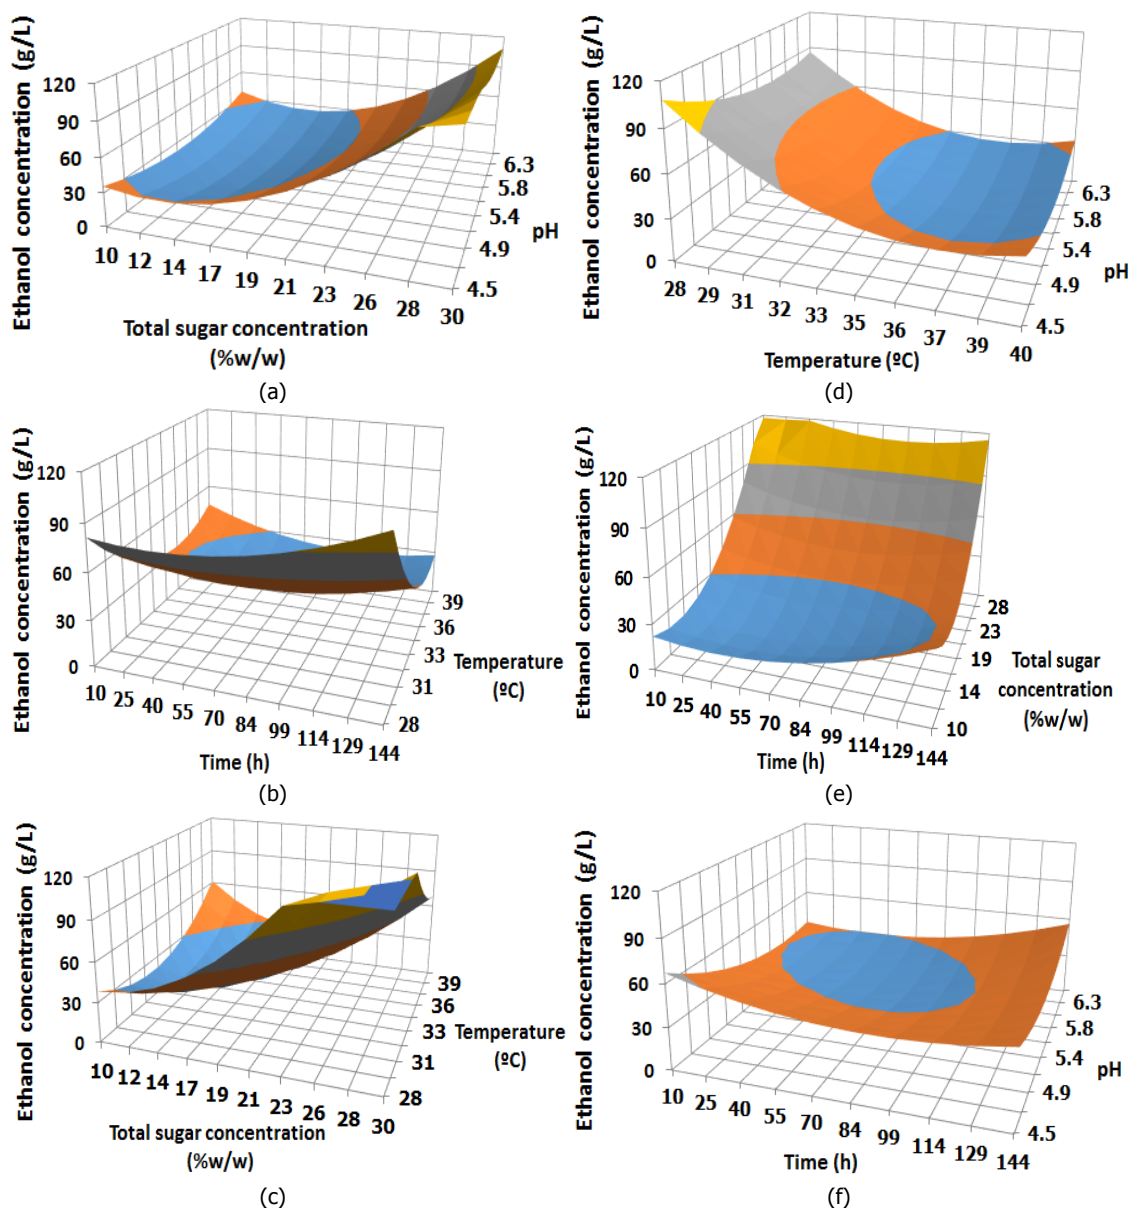 Ethanol concentration (g/L)
120
90
60
30
0
10 12 14 17 19 21 23 26 28 30
6.3
5.8
5.4
4.9
4.5
pH
Total sugar concentration
(%w/w)
(a)
Ethanol concentration (g/L)
120
90
60
30
0
28 29 31 32 33 35 36 37 39 40
6.3
5.8
5.4
4.9
4.5
pH
Temperature (ºC)
(d)
Ethanol concentration (g/L)
120
90
60
30
0
10 25 40 55 70 84 99 114 129 144
39
36
33
31
28
Temperature
(ºC)
Time (h)
(b)
Ethanol concentration (g/L)
120
90
60
30
0
10 25 40 55 70 84 99 114 129 144
28
23
19
14
10
Total sugar
concentration
(%w/w)
Time (h)
(e)
Ethanol concentration (g/L)
120
90
60
30
0
10 12 14 17 19 21 23 26 28 30
39
36
33
31
28
Temperature
(ºC)
Total sugar concentration
(%w/w)
(c)
Ethanol concentration (g/L)
120
90
60
30
0
10 25 40 55 70 84 99 114 129 144
6.3
5.8
5.4
4.9
4.5
pH
Time (h)
(f)